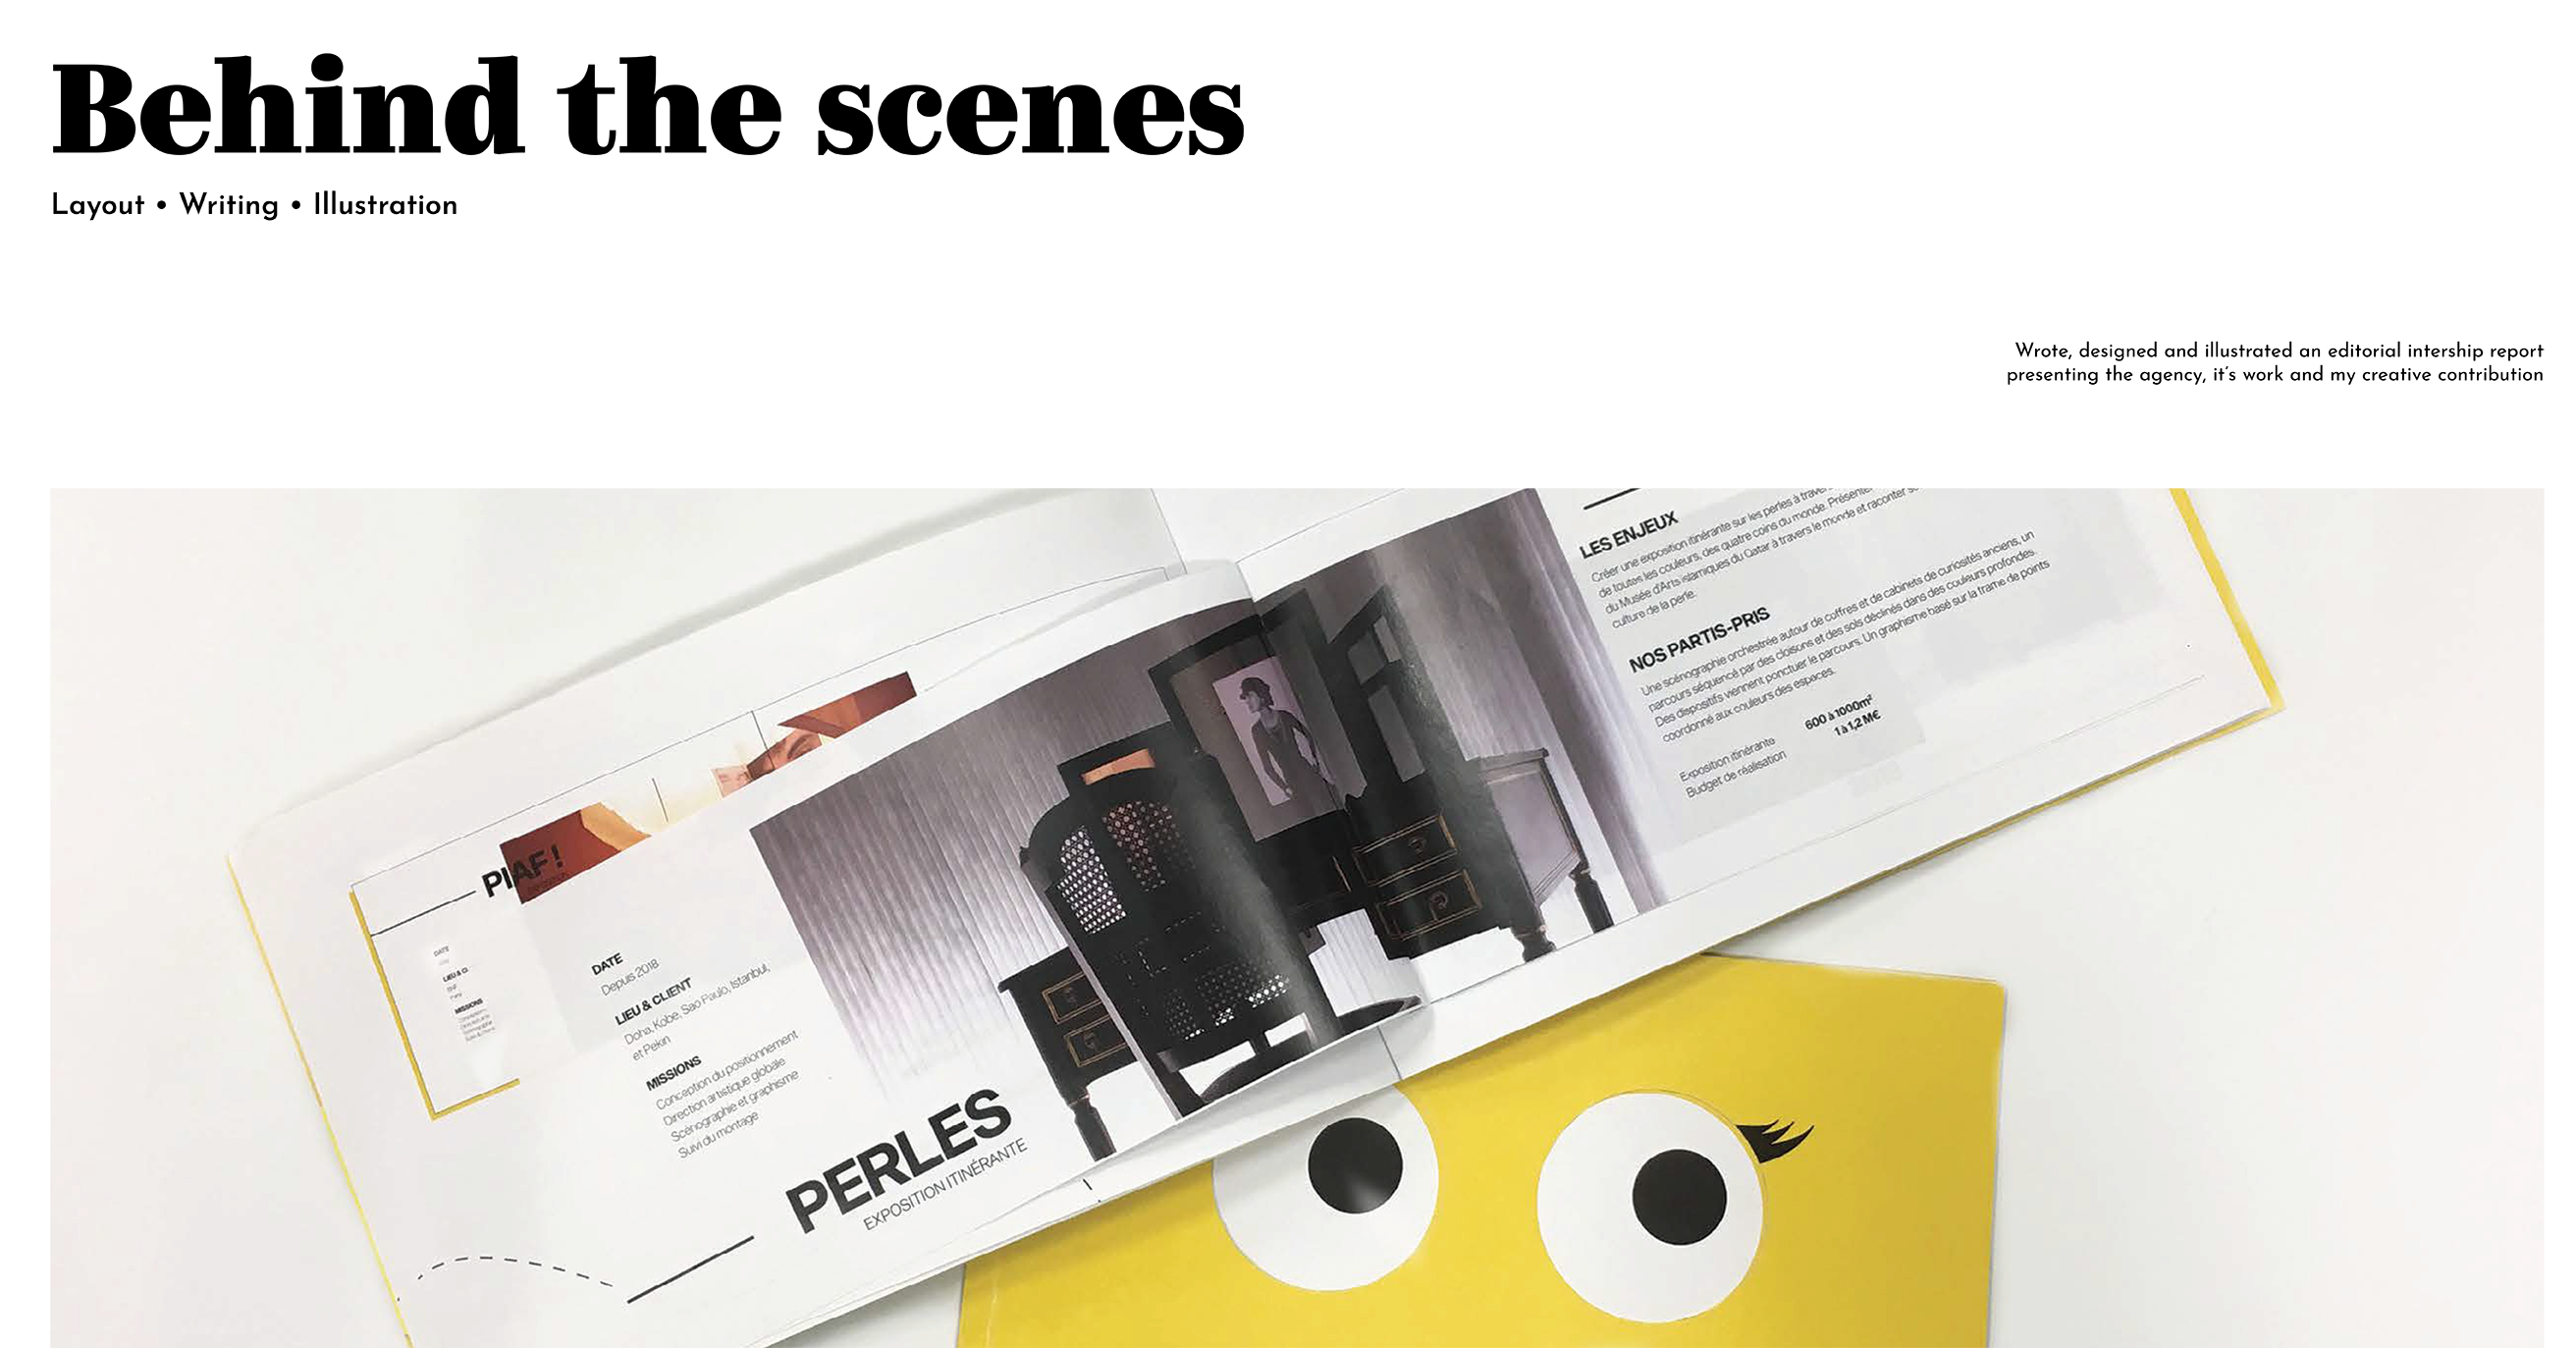 Behind the scenes
Layout • Writing • Illustration
Wrote, designed and illustrated an editorial intership report
presenting the agency, it's work and my creative contribution
LES ENJEUX
Créer une exposition itinérante sur les perles à travers
de toutes les couleurs, des quatre coins du monde. Présenter
du Musée d'Arts islamiques du Qatar à travers le monde et raconter
culture de la perle.
NOS PARTIS-PRIS
Une scénographie orchestrée autour de coffres et de cabinets de curiosités anciens, un
parcours séquencé par des cloisons et des sols déclinés dans des couleurs profondes.
Des dispositifs viennent ponctuer le parcours. Un graphisme basé sur la trame de points
coordonné aux couleurs des espaces.
Exposition itinérante 600 à 1000m²
Budget de réalisation 1 à 1,2 M€
PIAF !
DATE
LIEU & CL
MISSIONS
DATE
Depuis 2018
LIEU & CLIENT
Doha, Kobe, Sao Paulo, Istanbul,
et Pekin
MISSIONS
Conception du positionnement
Direction artistique globale
Scénographie et graphisme
Suivi du montage
PERLES
EXPOSITION ITINÉRANTE